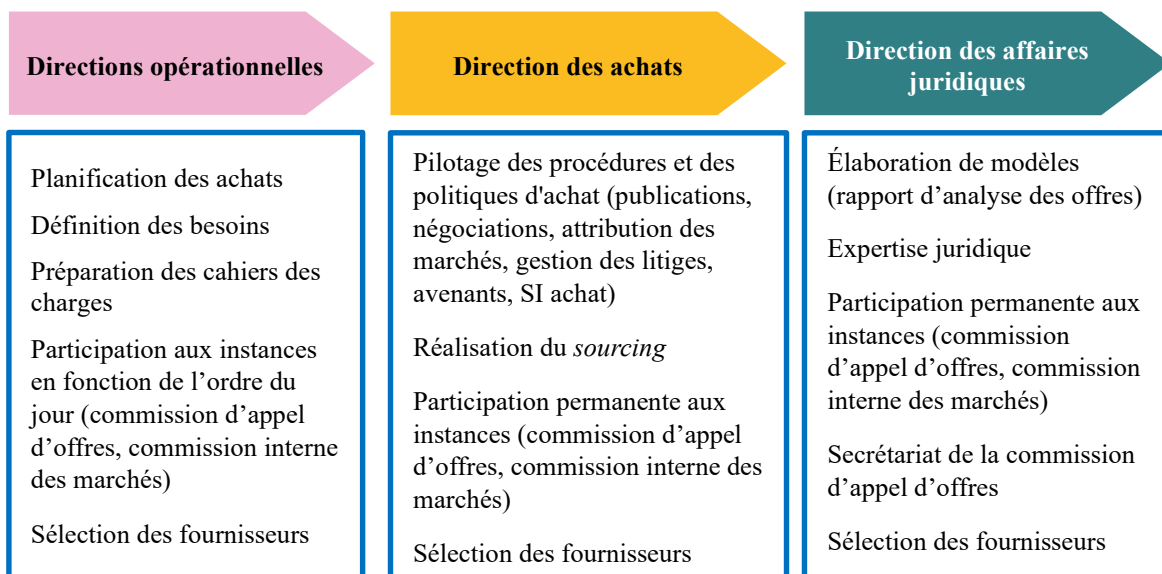 Directions opérationnelles
Planification des achats
Définition des besoins
Préparation des cahiers des
charges
Participation aux instances
en fonction de l’ordre du
jour (commission d’appel
d’offres, commission interne
des marchés)
Sélection des fournisseurs
Direction des achats
Pilotage des procédures et des
politiques d'achat (publications,
négociations, attribution des
marchés, gestion des litiges,
avenants, SI achat)
Réalisation du sourcing
Participation permanente aux
instances (commission d’appel
d’offres, commission interne des
marchés)
Sélection des fournisseurs
Direction des affaires
juridiques
Élaboration de modèles
(rapport d’analyse des offres)
Expertise juridique
Participation permanente aux
instances (commission
d’appel d’offres, commission
interne des marchés)
Secrétariat de la commission
d’appel d’offres
Sélection des fournisseurs